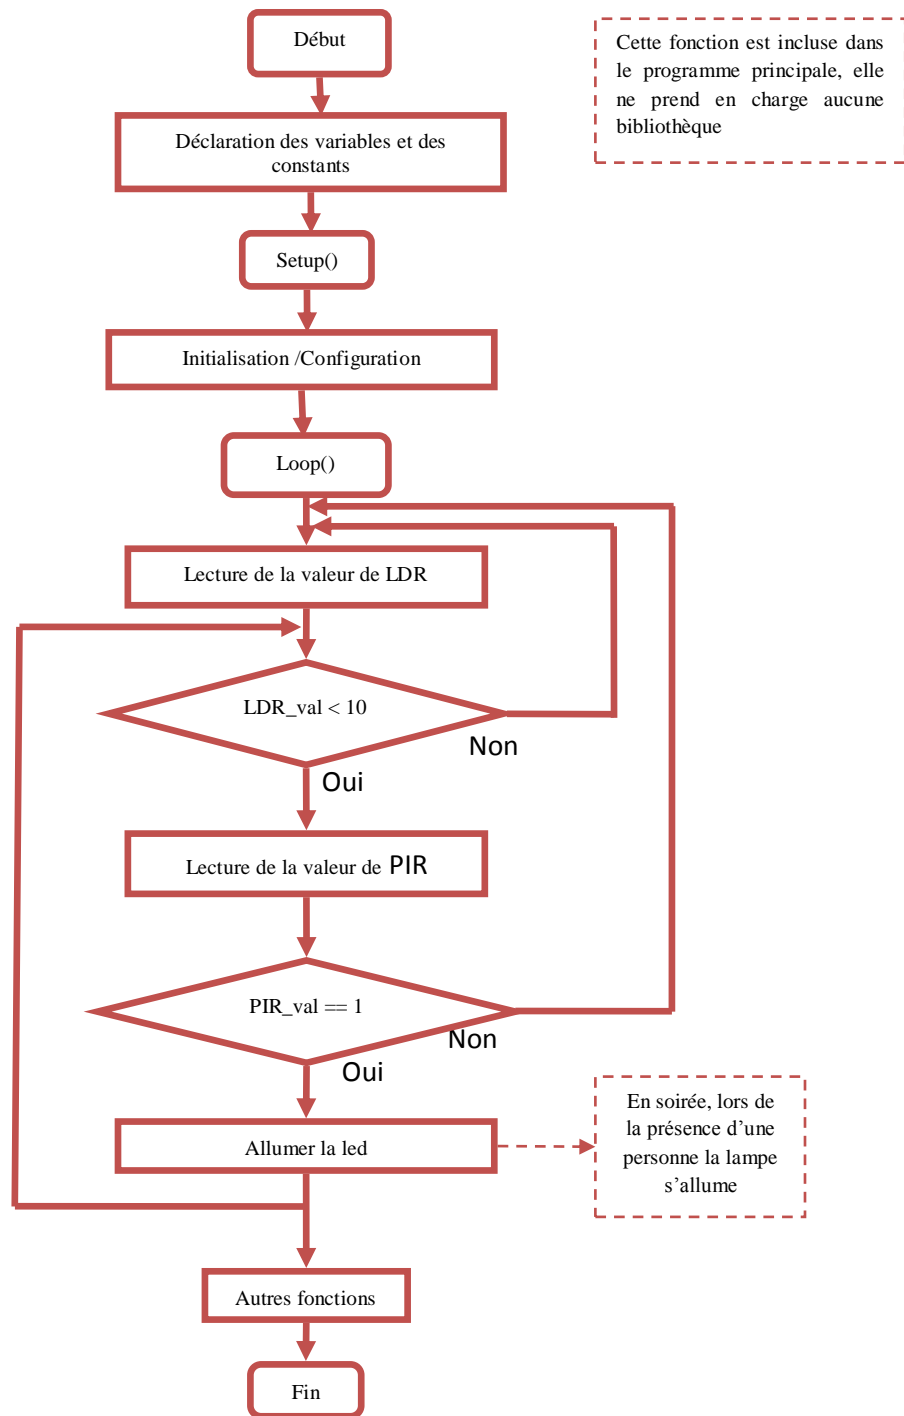 Début
Cette fonction est incluse dans
le programme principale, elle
ne prend en charge aucune
bibliothèque
Déclaration des variables et des
constants
Setup()
Initialisation /Configuration
Loop()
Lecture de la valeur de LDR
LDR_val < 10
Non
Oui
Lecture de la valeur de PIR
PIR_val == 1
Non
Oui
Allumer la led
En soirée, lors de
la présence d’une
personne la lampe
s’allume
Autres fonctions
Fin